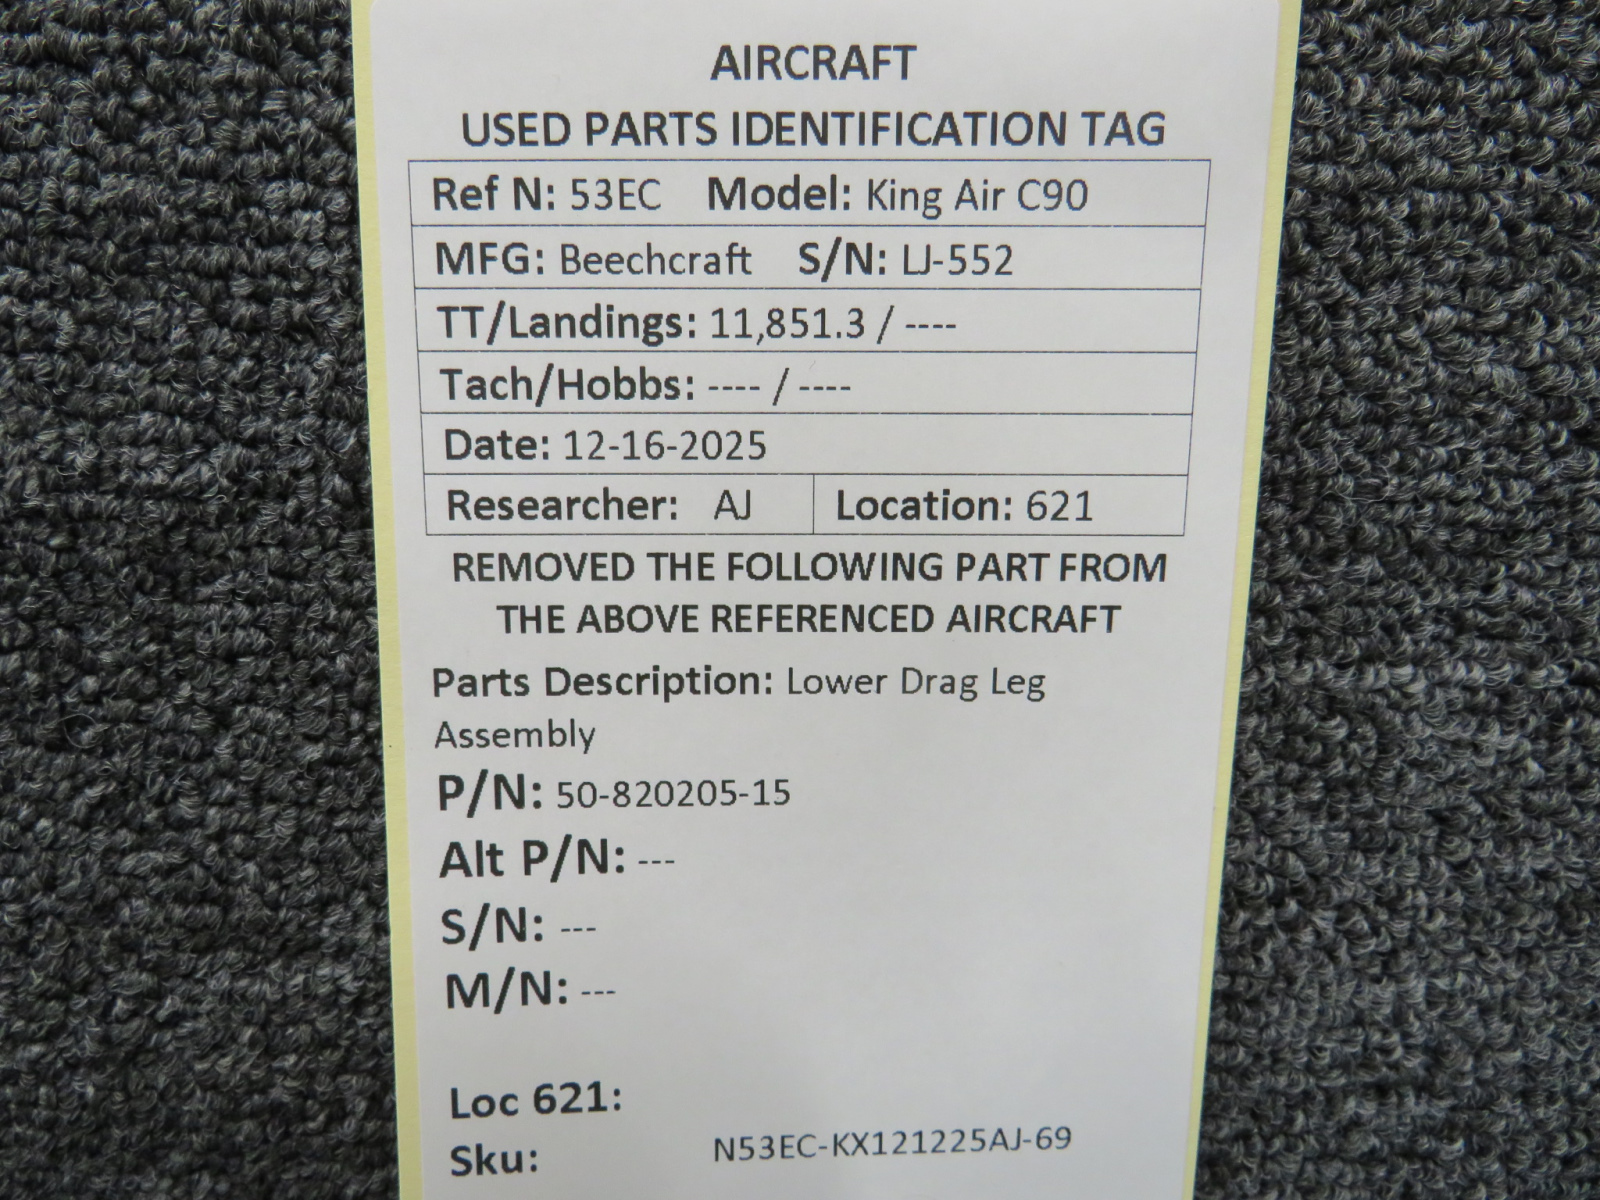 AIRCRAFT
USED PARTS IDENTIFICATION TAG
Ref N: 53EC Model: King Air C90
MFG: Beechcraft S/N: LJ-552
TT/Landings: 11,851.3 / ----
Tach/Hobbs: ---- / ----
Date: 12-16-2025
Researcher: AJ Location: 621
REMOVED THE FOLLOWING PART FROM
THE ABOVE REFERENCED AIRCRAFT
Parts Description: Lower Drag Leg
Assembly
P/N: 50-820205-15
Alt P/N: ---
S/N: ---
M/N: ---
Loc 621:
Sku: N53EC-KX121225AJ-69